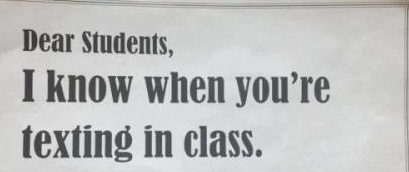 Dear Students,
I know when you're
texting in class.